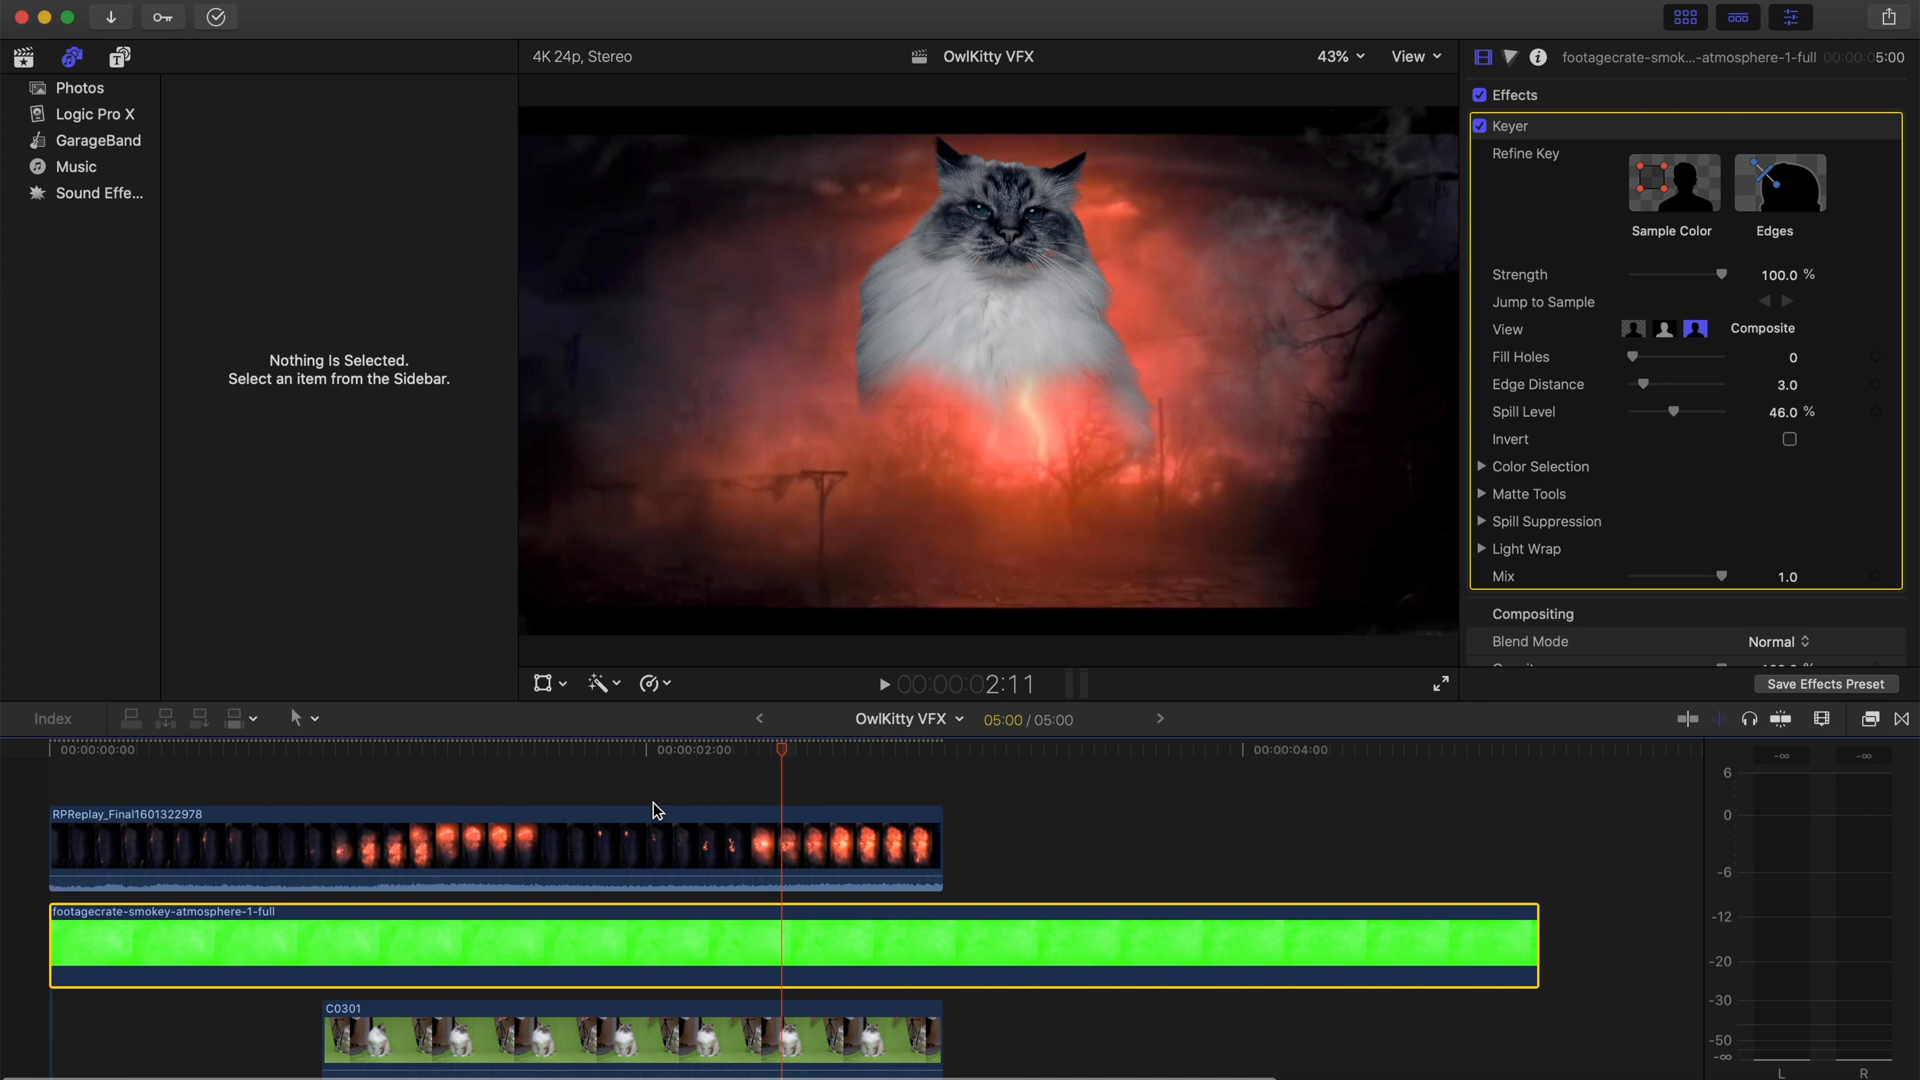 4K 24p, Stereo
OwlKitty VFX
43%
View
footagecrate-smok...-atmosphere-1-full
00:00:05:00
Photos
Logic Pro X
GarageBand
Music
Sound Effe...
Nothing Is Selected.
Select an item from the Sidebar.
Effects
Keyer
Refine Key
Sample Color
Edges
Strength
100.0 %
Jump to Sample
View
Composite
Fill Holes
0
Edge Distance
3.0
Spill Level
46.0 %
Invert
Color Selection
Matte Tools
Spill Suppression
Light Wrap
Mix
1.0
Compositing
Blend Mode
Normal
Save Effects Preset
00:00:02:11
Index
OwlKitty VFX
05:00 / 05:00
00:00:00:00
00:00:02:00
00:00:04:00
RPReplay_Final1601322978
footagecrate-smokey-atmosphere-1-full
C0301
-∞
-∞
6
0
-6
-12
-20
-30
-50
-∞
L
R